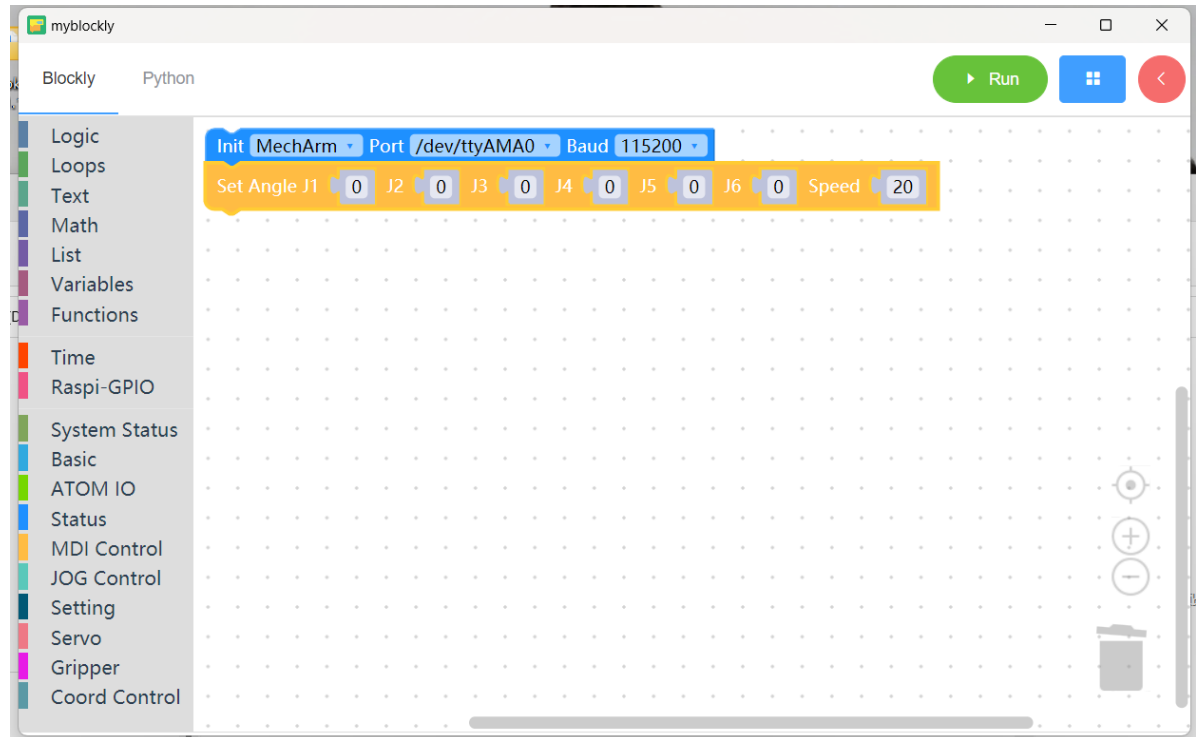 myblockly
Blockly Python Run
Init MechArm Port /dev/ttyAMA0 Baud 115200
Set Angle J1 0 J2 0 J3 0 J4 0 J5 0 J6 0 Speed 20
Logic
Loops
Text
Math
List
Variables
Functions
Time
Raspi-GPIO
System Status
Basic
ATOM IO
Status
MDI Control
JOG Control
Setting
Servo
Gripper
Coord Control